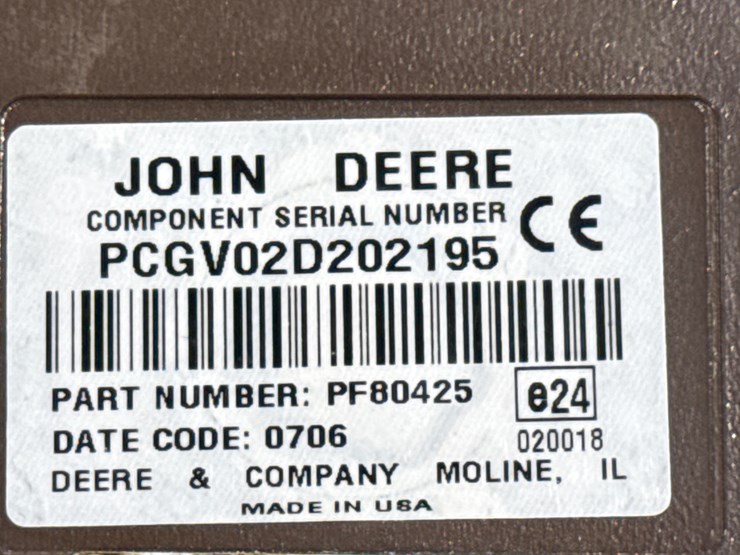 JOHN DEERE
COMPONENT SERIAL NUMBER
CE
PCGV02D202195
PART NUMBER: PF80425
e24
DATE CODE: 0706
020018
DEERE & COMPANY MOLINE, IL
MADE IN USA